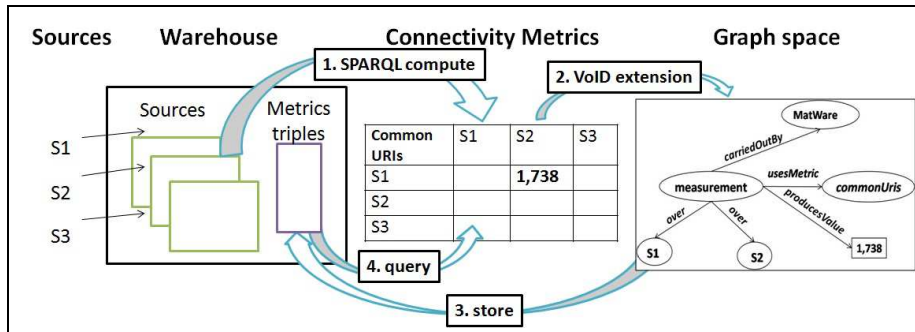 Sources Warehouse Connectivity Metrics Graph space
1. SPARQL compute
2. VoID extension
Sources
Metrics
triples
S1
S2
S3
Common
URIs
S1 S2 S3
S1 1,738
S2
S3
MatWare
carriedOutBy
usesMetric
measurement
commonUris
producesValue
over
over
S1
S2
1,738
4. query
3. store